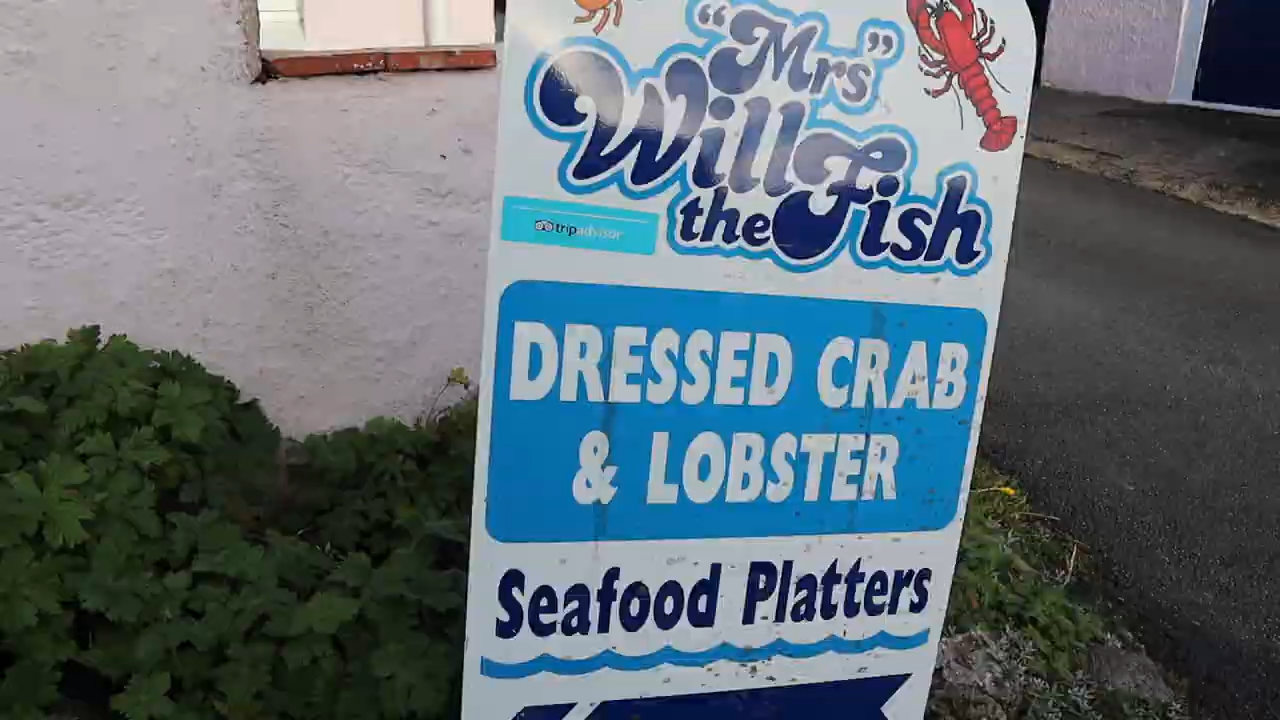 "Mrs"
Will
the Fish
tripadvisor
DRESSED CRAB
& LOBSTER
Seafood Platters